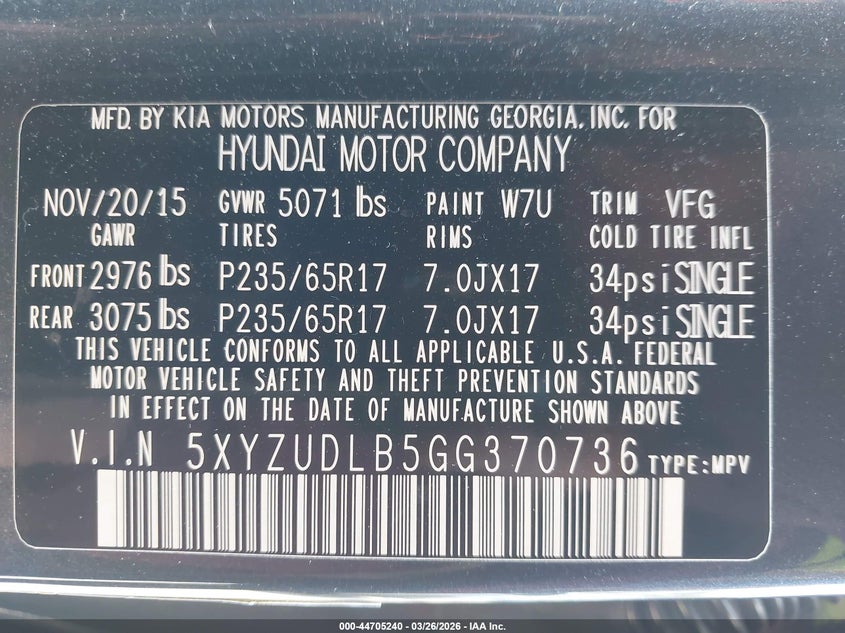 MFD. BY KIA MOTORS MANUFACTURING GEORGIA, INC. FOR
HYUNDAI MOTOR COMPANY
NOV/20/15 GVWR 5071 lbs PAINT W7U TRIM VFG
GAWR TIRES RIMS COLD TIRE INFL
FRONT 2976 lbs P235/65R17 7.0JX17 34psi SINGLE
REAR 3075 lbs P235/65R17 7.0JX17 34psi SINGLE
THIS VEHICLE CONFORMS TO ALL APPLICABLE U.S.A. FEDERAL
MOTOR VEHICLE SAFETY AND THEFT PREVENTION STANDARDS
IN EFFECT ON THE DATE OF MANUFACTURE SHOWN ABOVE
V.I.N 5XYZUDLB5GG370736 TYPE:MPV
000-44705240 - 03/26/2026 - IAA Inc.